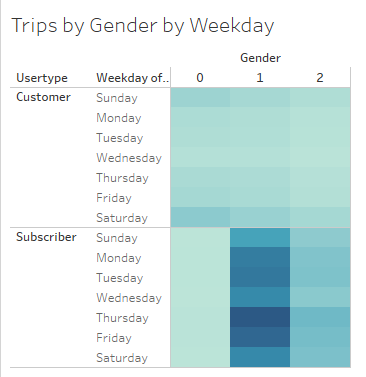 Trips by Gender by Weekday
Gender
Usertype Weekday of.. 0 1 2
Customer Sunday
Monday
Tuesday
Wednesday
Thursday
Friday
Saturday
Subscriber Sunday
Monday
Tuesday
Wednesday
Thursday
Friday
Saturday